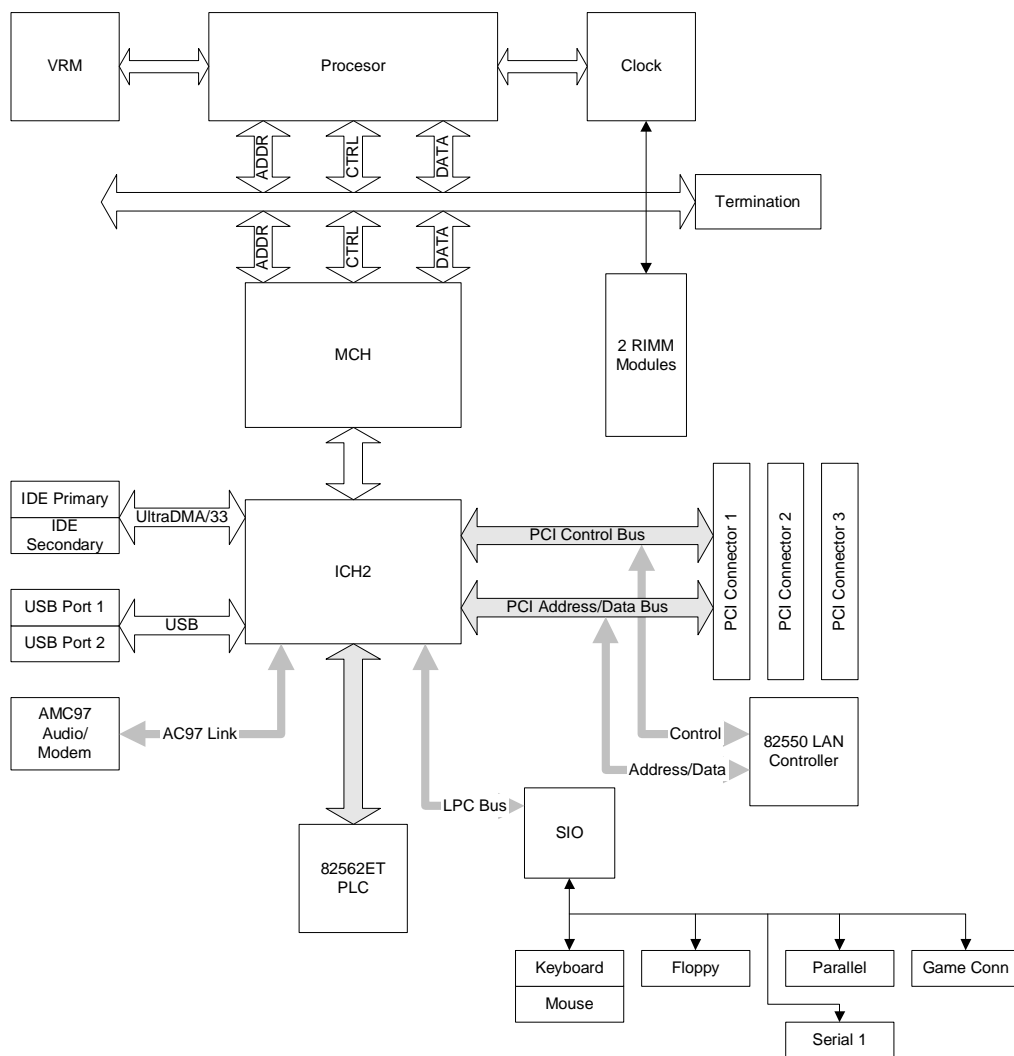 VRM
Procesor
Clock
ADDR
CTRL
DATA
Termination
ADDR
CTRL
DATA
MCH
2 RIMM
Modules
IDE Primary
IDE
Secondary
UltraDMA/33
ICH2
PCI Control Bus
PCI Address/Data Bus
PCI Connector 1
PCI Connector 2
PCI Connector 3
USB Port 1
USB Port 2
USB
AMC97
Audio/
Modem
AC97 Link
Control
Address/Data
82550 LAN
Controller
LPC Bus
SIO
82562ET
PLC
Keyboard
Mouse
Floppy
Parallel
Game Conn
Serial 1